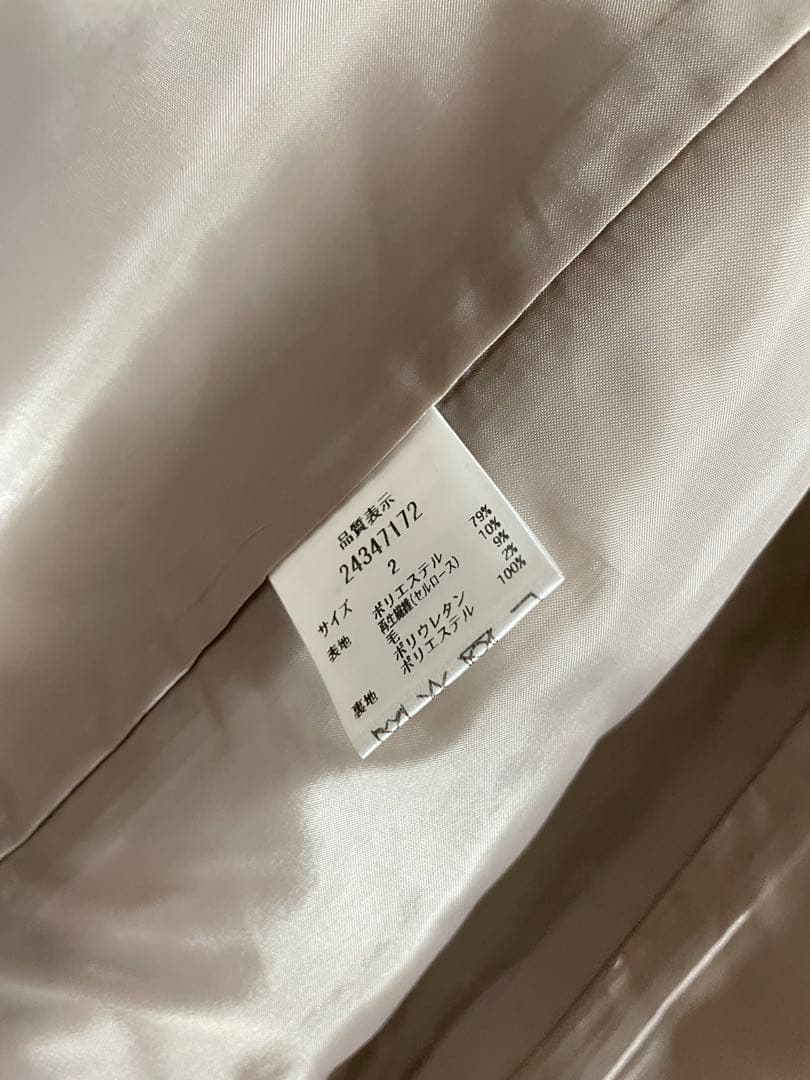 品質表示
24347172
サイズ 2
表地 ポリエステル 79%
再生繊維(セルロース) 10%
毛 9%
ポリウレタン 2%
裏地 ポリエステル 100%